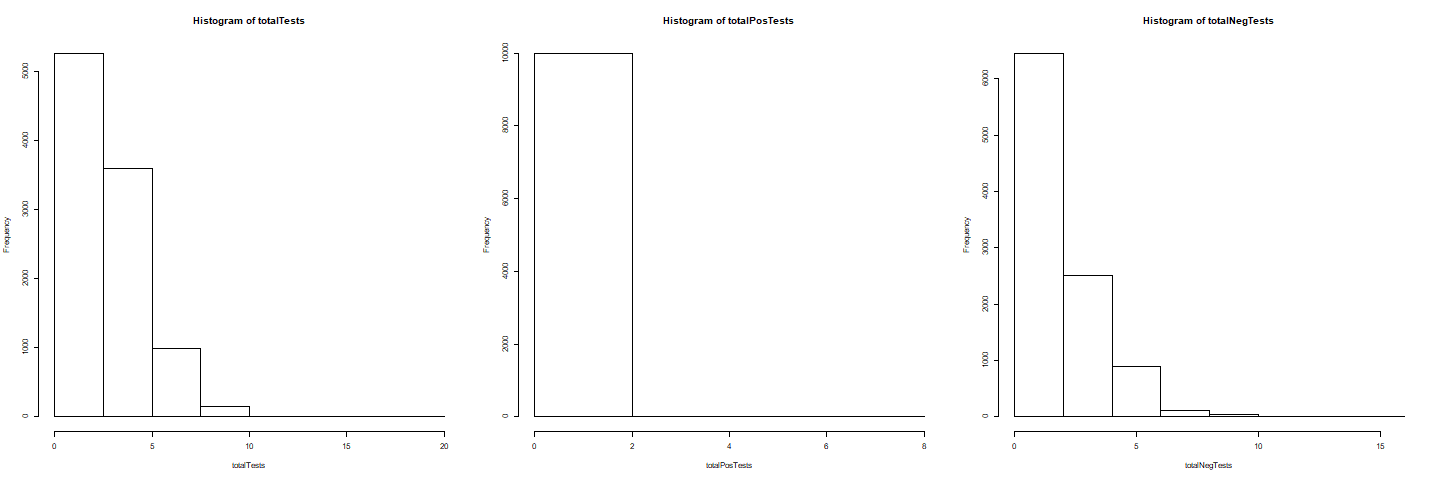 Histogram of totalTests
Frequency
5000
4000
3000
2000
1000
0
0 5 10 15 20
totalTests
Histogram of totalPosTests
Frequency
10000
8000
6000
4000
2000
0
0 2 4 6 8
totalPosTests
Histogram of totalNegTests
Frequency
6000
5000
4000
3000
2000
1000
0
0 5 10 15
totalNegTests